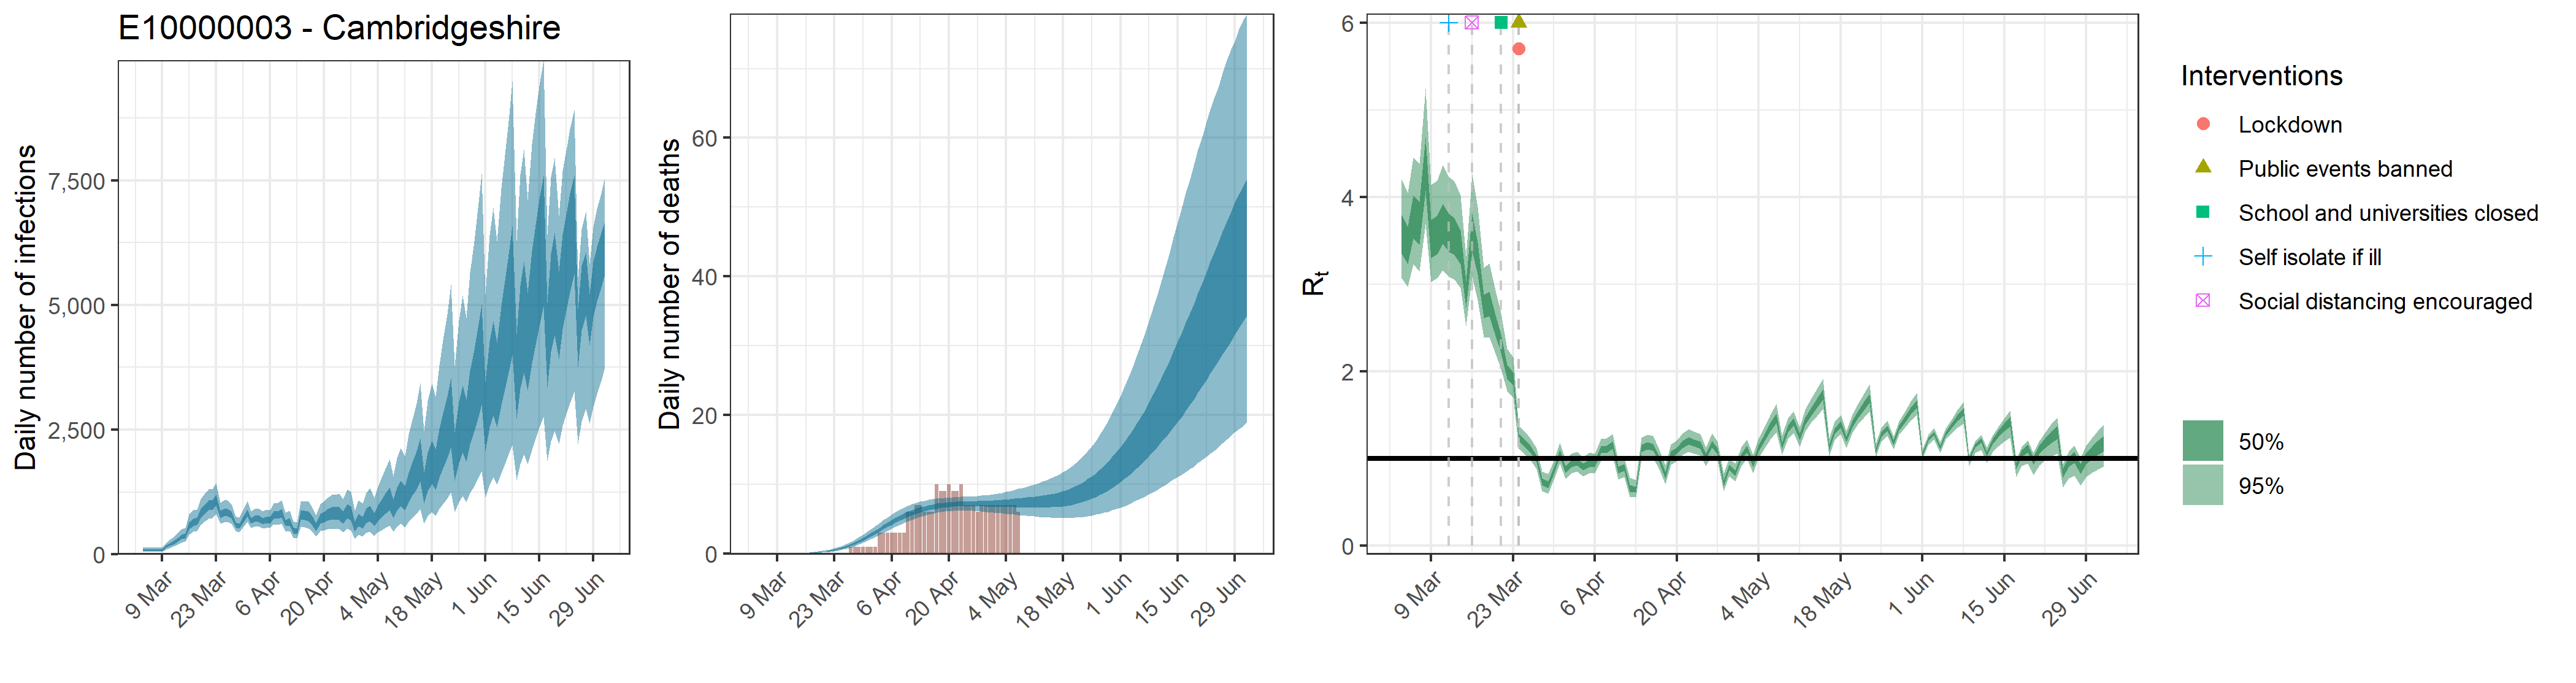 E10000003 - Cambridgeshire
Daily number of infections
7,500
5,000
2,500
0
9 Mar
23 Mar
6 Apr
20 Apr
4 May
18 May
1 Jun
15 Jun
29 Jun
Daily number of deaths
60
40
20
0
9 Mar
23 Mar
6 Apr
20 Apr
4 May
18 May
1 Jun
15 Jun
29 Jun
Rt
6
4
2
0
9 Mar
23 Mar
6 Apr
20 Apr
4 May
18 May
1 Jun
15 Jun
29 Jun
Interventions
Lockdown
Public events banned
School and universities closed
Self isolate if ill
Social distancing encouraged
50%
95%